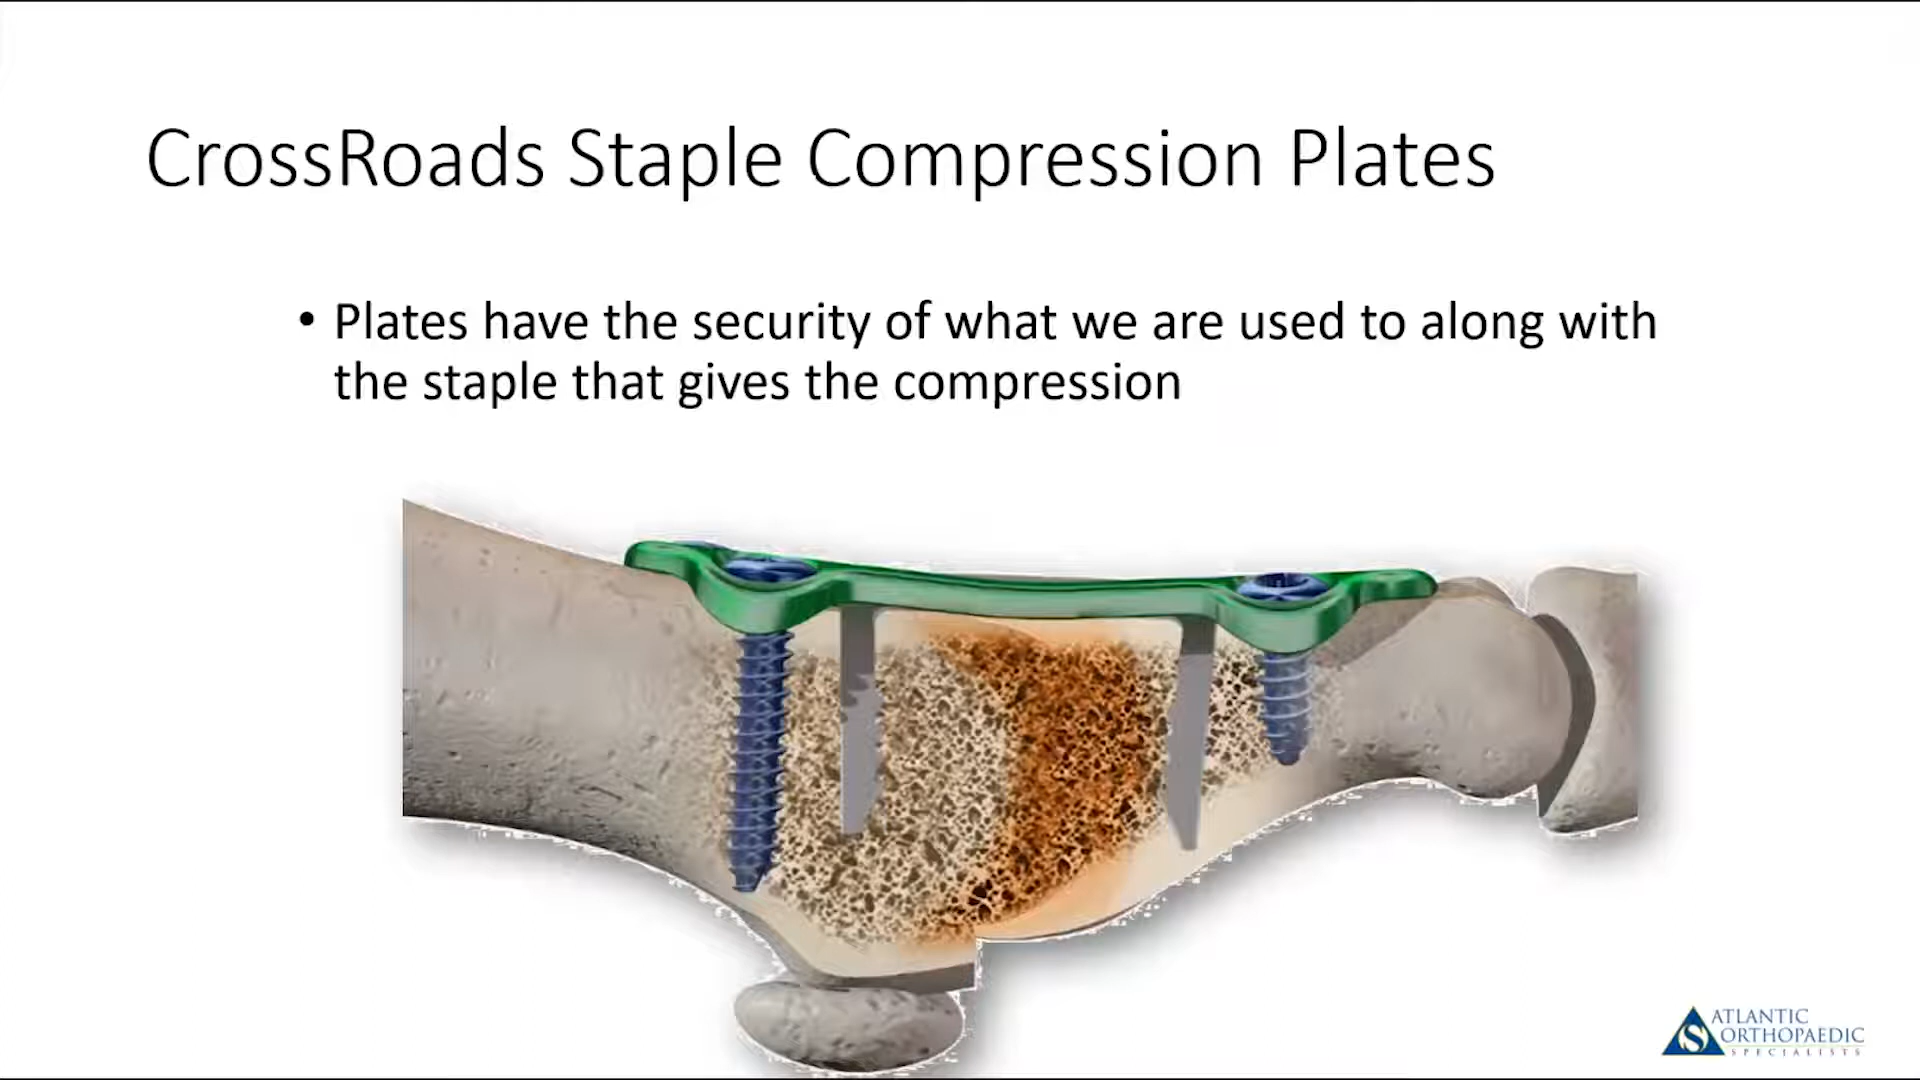 CrossRoads Staple Compression Plates
• Plates have the security of what we are used to along with
the staple that gives the compression
ATLANTIC
ORTHOPAEDIC
SPECIALISTS